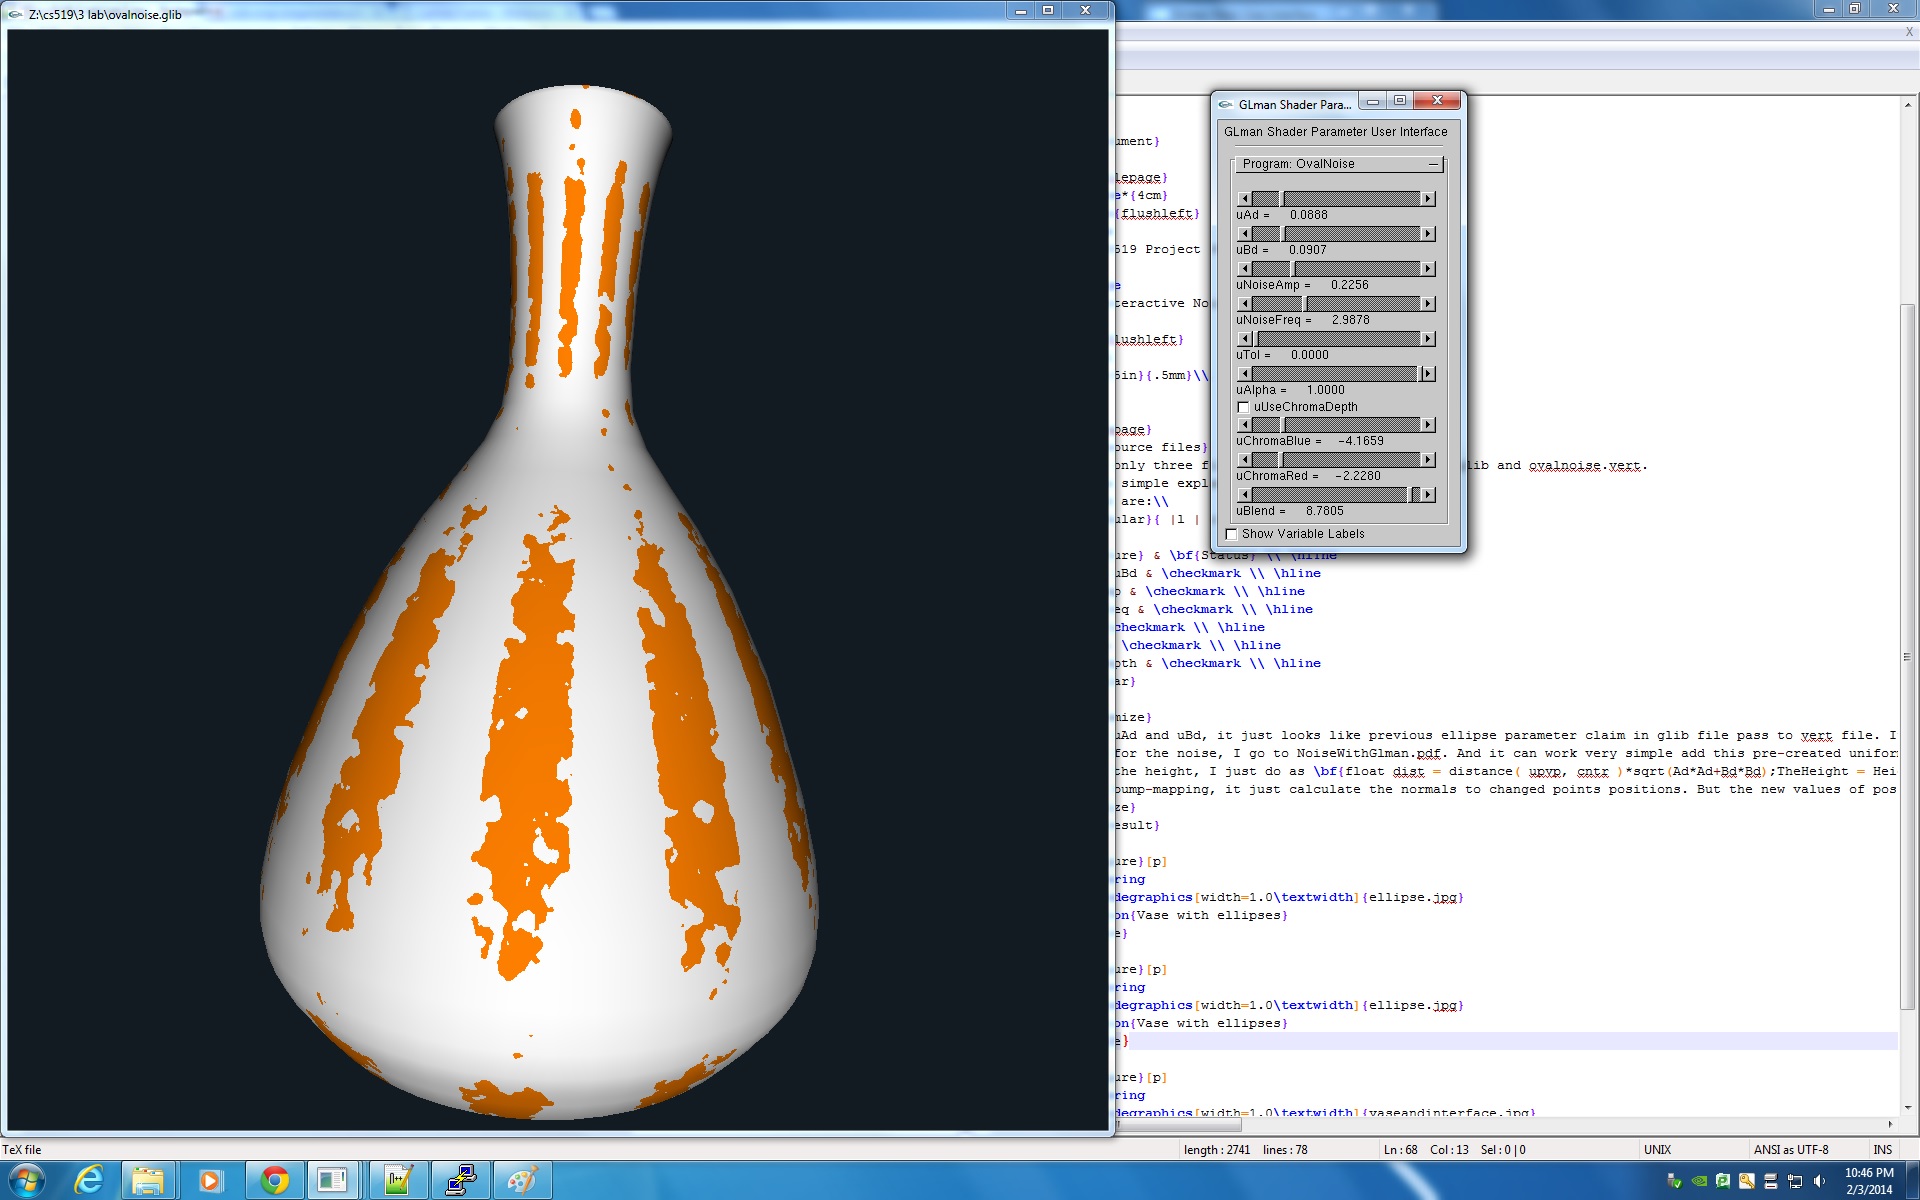 Z:\cs519\3 lab\ovalnoise.glib
GLman Shader Para...
GLman Shader Parameter User Interface
Program: OvalNoise
uAd = 0.0888
uBd = 0.0907
uNoiseAmp = 0.2256
uNoiseFreq = 2.9878
uTol = 0.0000
uAlpha = 1.0000
uUseChromaDepth
uChromaBlue = -4.1659
uChromaRed = -2.2280
uBlend = 8.7805
Show Variable Labels
ument}
lepage}
e*{4cm}
{flushleft}
519 Project
e
teractive No
lushleft}
5in}{.5mm}\\
page}
ource files}
only three f lib and ovalnoise.vert.
simple expl
are:\\
ular}{ |l |
ure} & \bf{Status} \\ \hline
uBd & \checkmark \\ \hline
p & \checkmark \\ \hline
eq & \checkmark \\ \hline
checkmark \\ \hline
\checkmark \\ \hline
pth & \checkmark \\ \hline
ar}
mize}
uAd and uBd, it just looks like previous ellipse parameter claim in glib file pass to vert file. I
for the noise, I go to NoiseWithGlman.pdf. And it can work very simple add this pre-created unifor
the height, I just do as \bf{float dist = distance( upvp, cntr )*sqrt(Ad*Ad+Bd*Bd);TheHeight = Hei
bump-mapping, it just calculate the normals to changed points positions. But the new values of pos
ze}
esult}
ure}[p]
ring
degraphics[width=1.0\textwidth]{ellipse.jpg}
on{Vase with ellipses}
e}
ure}[p]
ring
degraphics[width=1.0\textwidth]{ellipse.jpg}
on{Vase with ellipses}
e}
ure}[p]
ring
degraphics[width=1.0\textwidth]{vaseandinterface.jpg}
TeX file length : 2741 lines : 78 Ln : 68 Col : 13 Sel : 0 | 0 UNIX ANSI as UTF-8 INS
10:46 PM
2/3/2014